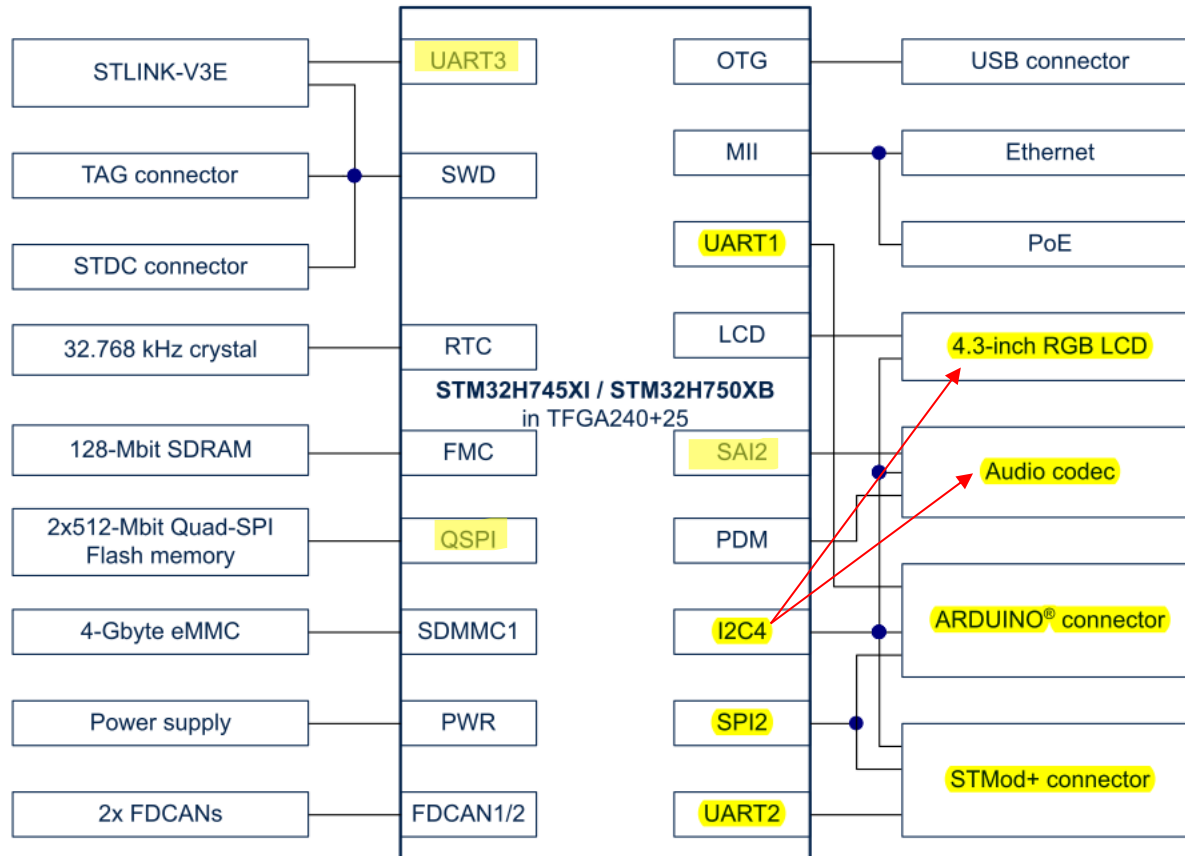 STLINK-V3E
UART3
OTG
USB connector
TAG connector
SWD
MII
Ethernet
STDC connector
UART1
PoE
32.768 kHz crystal
RTC
LCD
4.3-inch RGB LCD
STM32H745XI / STM32H750XB
in TFGA240+25
128-Mbit SDRAM
FMC
SAI2
Audio codec
2x512-Mbit Quad-SPI
Flash memory
QSPI
PDM
4-Gbyte eMMC
SDMMC1
I2C4
ARDUINO® connector
Power supply
PWR
SPI2
STMod+ connector
2x FDCANs
FDCAN1/2
UART2